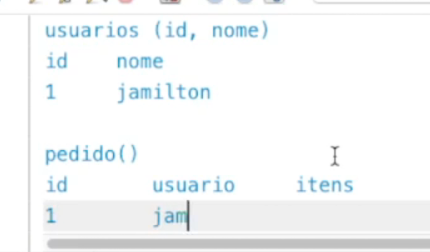 usuarios (id, nome)
id nome
1 jamilton
pedido()
id usuario itens
1 jam